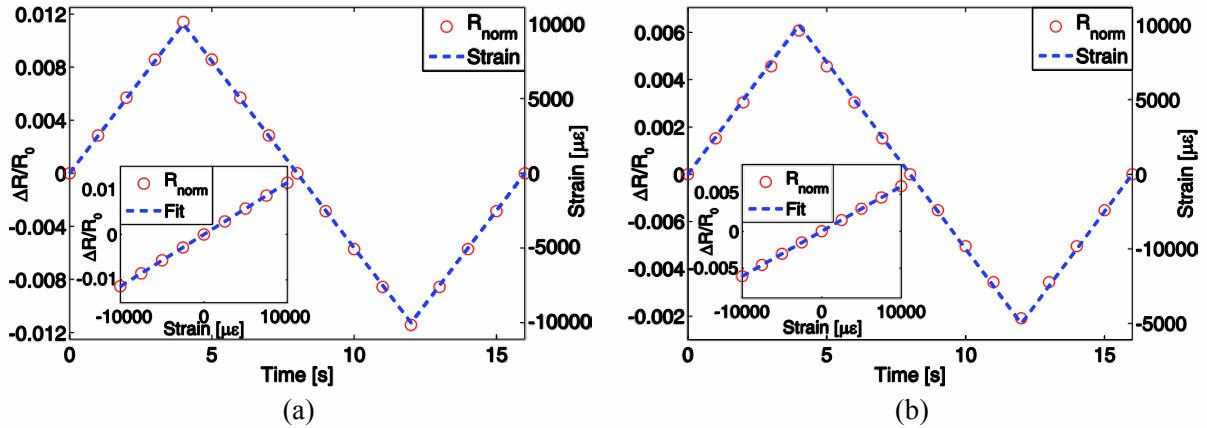 0.012
0.008
0.004
0
-0.004
-0.008
-0.012
ΔR/R0
Rnorm
Strain
10000
5000
0
-5000
-10000
Strain [με]
0.01
0
-0.01
ΔR/R0
Rnorm
Fit
-10000 0 10000
Strain [με]
0 5 10 15
Time [s]
(a)
0.006
0.004
0.002
0
-0.006
-0.004
-0.002
ΔR/R0
Rnorm
Strain
10000
5000
0
-10000
-5000
Strain [με]
0.005
0
-0.005
ΔR/R0
Rnorm
Fit
-10000 0 10000
Strain [με]
0 5 10 15
Time [s]
(b)